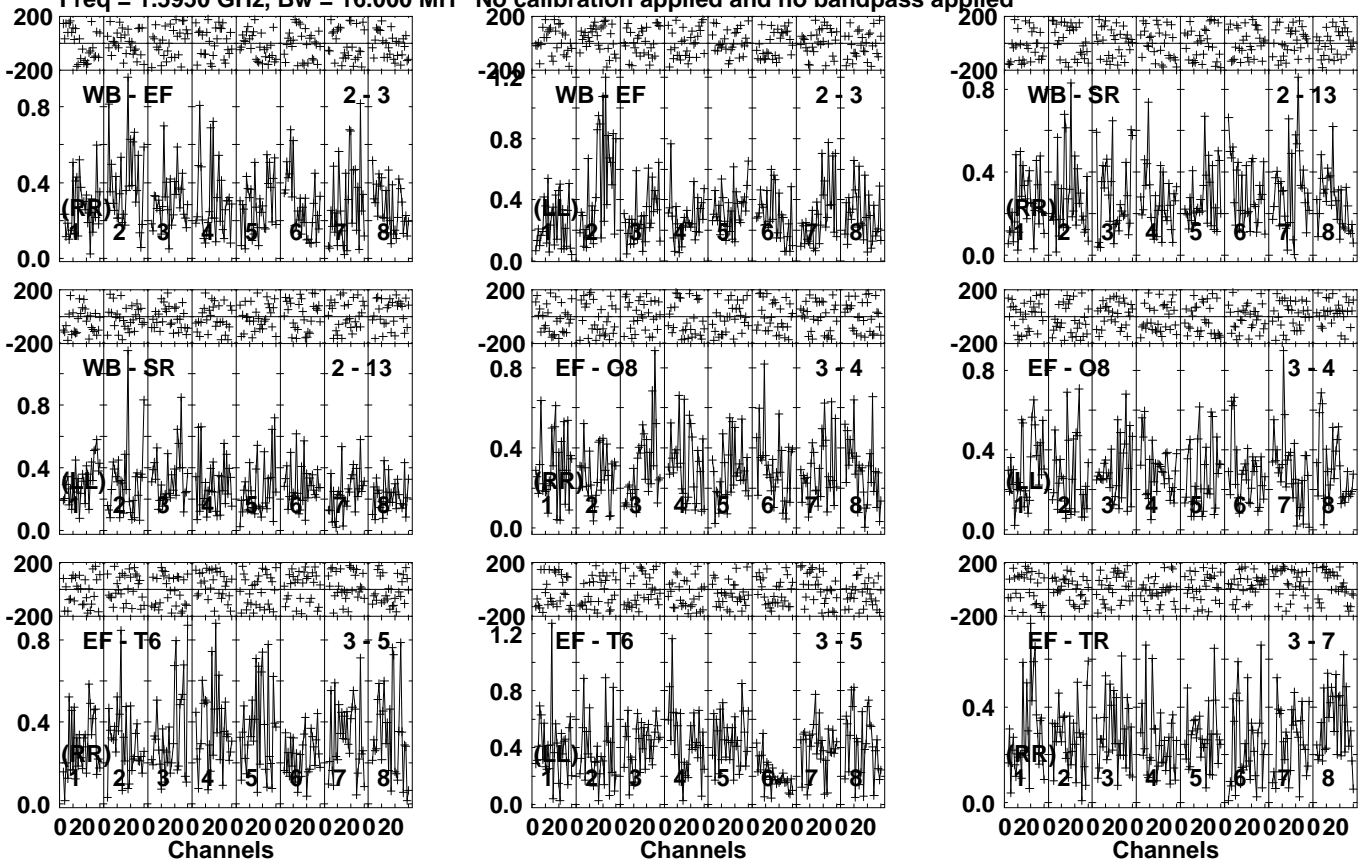 Freq = 1.5950 GHz, Bw = 16.000 MH No calibration applied and no bandpass applied
200 200 200
-200 -200 -200
1.2
WB - EF 2 - 3 WB - EF 2 - 3 WB - SR 2 - 13
0.8 0.8 0.8
0.4 0.4 0.4
(RR) (LL) (RR)
1 2 3 4 5 6 7 8 1 2 3 4 5 6 7 8 1 2 3 4 5 6 7 8
0.0 0.0 0.0
200 200 200
-200 -200 -200
WB - SR 2 - 13 EF - O8 3 - 4 EF - O8 3 - 4
0.8 0.8 0.8
0.4 0.4 0.4
(LL) (RR) (LL)
1 2 3 4 5 6 7 8 1 2 3 4 5 6 7 8 1 2 3 4 5 6 7 8
0.0 0.0 0.0
200 200 200
-200 -200 -200
0.8 1.2
EF - T6 3 - 5 EF - T6 3 - 5 EF - TR 3 - 7
0.8
0.4 0.4 0.4
(RR) (LL) (RR)
1 2 3 4 5 6 7 8 1 2 3 4 5 6 7 8 1 2 3 4 5 6 7 8
0.0 0.0 0.0
0 20 0 20 0 20 0 20 0 20 0 20 0 20 0 20 0 20 0 20 0 20 0 20 0 20 0 20 0 20 0 20 0 20 0 20 0 20 0 20 0 20 0 20 0 20 0 20
Channels Channels Channels